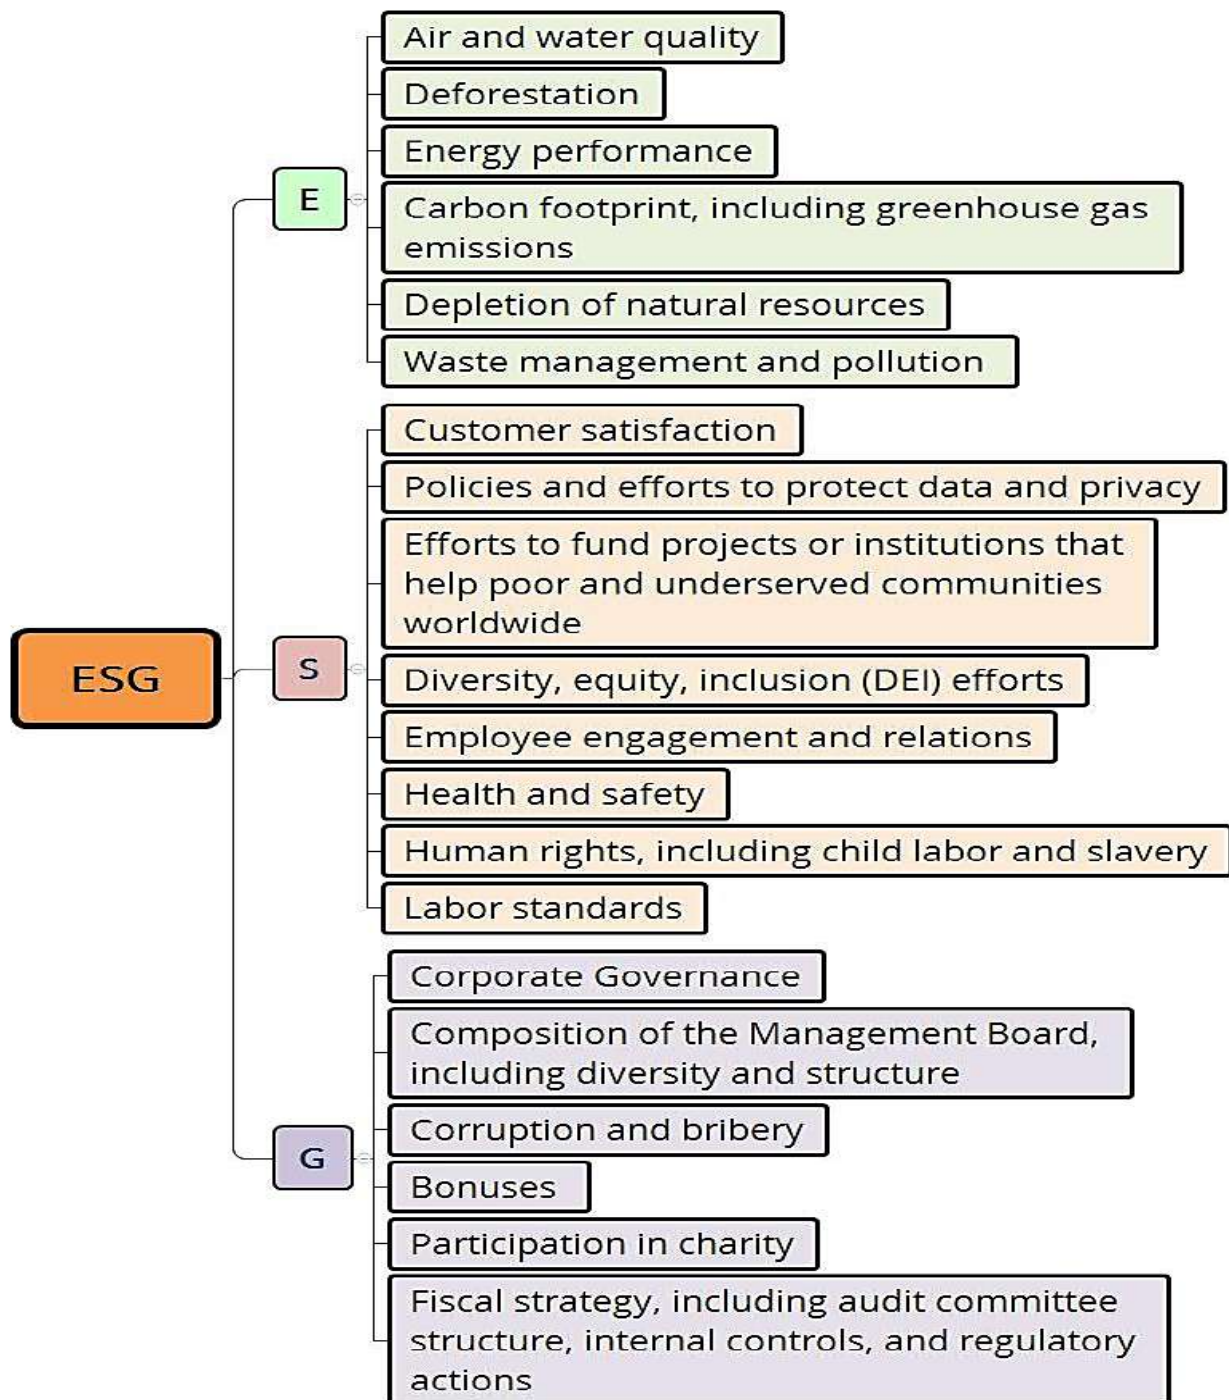 Air and water quality
Deforestation
Energy performance
E
Carbon footprint, including greenhouse gas
emissions
Depletion of natural resources
Waste management and pollution
Customer satisfaction
Policies and efforts to protect data and privacy
Efforts to fund projects or institutions that
help poor and underserved communities
worldwide
ESG
S
Diversity, equity, inclusion (DEI) efforts
Employee engagement and relations
Health and safety
Human rights, including child labor and slavery
Labor standards
Corporate Governance
Composition of the Management Board,
including diversity and structure
Corruption and bribery
G
Bonuses
Participation in charity
Fiscal strategy, including audit committee
structure, internal controls, and regulatory
actions